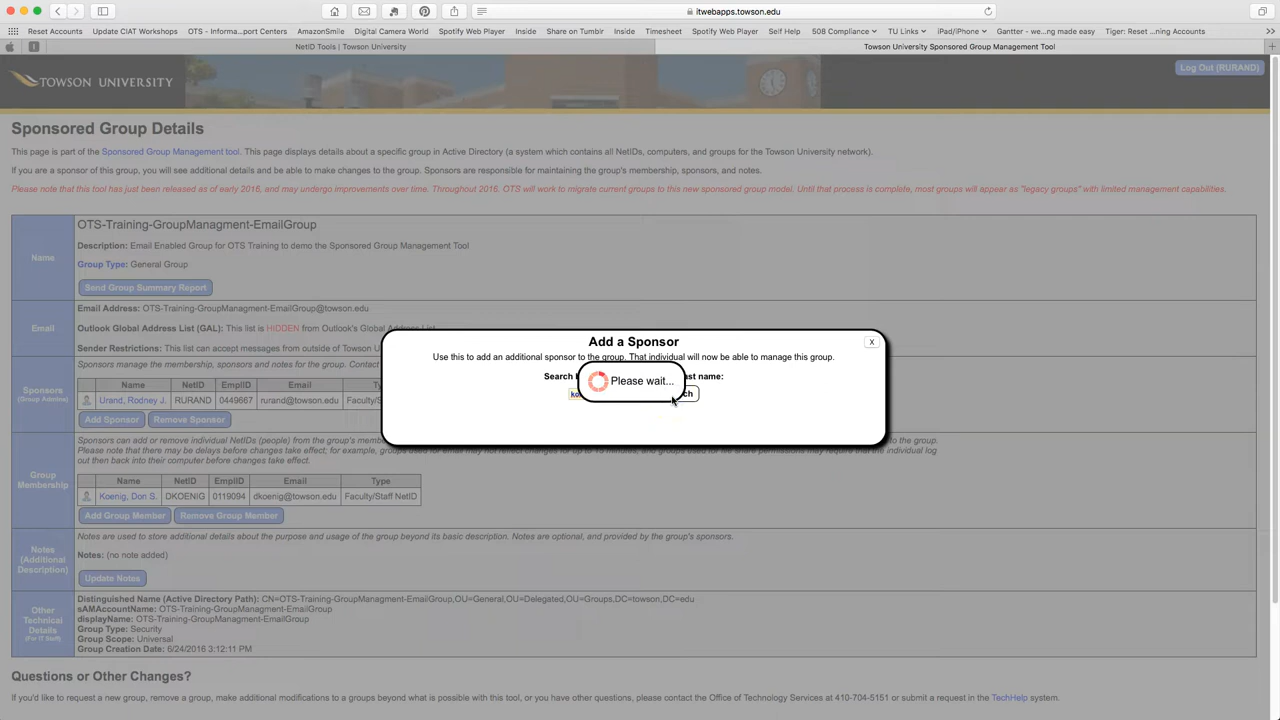 itwebapps.towson.edu
Reset Accounts Update CIAT Workshops OTS - Informa...port Centers AmazonSmile Digital Camera World Spotify Web Player Inside Share on Tumblr Inside Timesheet Spotify Web Player Self Help 508 Compliance TU Links iPad/iPhone Gantter - we...ng made easy Tiger: Reset ...ning Accounts >>
NetID Tools | Towson University Towson University Sponsored Group Management Tool
TOWSON UNIVERSITY Log Out (RURAND)
Sponsored Group Details
This page is part of the Sponsored Group Management tool. This page displays details about a specific group in Active Directory (a system which contains all NetIDs, computers, and groups for the Towson University network).
If you are a sponsor of this group, you will see additional details and be able to make changes to the group. Sponsors are responsible for maintaining the group's membership, sponsors, and notes.
Please note that this tool has just been released as of early 2016, and may undergo improvements over time. Throughout 2016, OTS will work to migrate current groups to this new sponsored group model. Until that process is complete, most groups will appear as "legacy groups" with limited management capabilities.
Name
OTS-Training-GroupManagment-EmailGroup
Description: Email Enabled Group for OTS Training to demo the Sponsored Group Management Tool
Group Type: General Group
Send Group Summary Report
Email
Email Address: OTS-Training-GroupManagment-EmailGroup@towson.edu
Outlook Global Address List (GAL): This list is HIDDEN from Outlook's Global Address List.
Sender Restrictions: This list can accept messages from outside of Towson U
Sponsors
(Group Admins)
Sponsors manage the membership, sponsors and notes for the group. Contact
Name NetID EmplID Email Type
Urand, Rodney J. RURAND 0449667 rurand@towson.edu Faculty/Staff
Add Sponsor Remove Sponsor
Add a Sponsor X
Use this to add an additional sponsor to the group. That individual will now be able to manage this group.
Search last name:
Please wait...
ch
Group
Membership
Sponsors can add or remove individual NetIDs (people) from the group's
Please note that there may be delays before changes take effect; for example, groups used for email may not reflect changes for up to 15 minutes, and groups used for file share permissions may require that the individual log
out then back into their computer before changes take effect.
Name NetID EmplID Email Type
Koenig, Don S. DKOENIG 0119094 dkoenig@towson.edu Faculty/Staff NetID
Add Group Member Remove Group Member
Notes
(Additional
Description)
Notes are used to store additional details about the purpose and usage of the group beyond its basic description. Notes are optional, and provided by the group's sponsors.
Notes: (no note added)
Update Notes
Other
Technical
Details
(For IT Staff)
Distinguished Name (Active Directory Path): CN=OTS-Training-GroupManagment-EmailGroup,OU=General,OU=Delegated,OU=Groups,DC=towson,DC=edu
sAMAccountName: OTS-Training-GroupManagment-EmailGroup
displayName: OTS-Training-GroupManagment-EmailGroup
Group Type: Security
Group Scope: Universal
Group Creation Date: 6/24/2016 3:12:11 PM
Questions or Other Changes?
If you'd like to request a new group, remove a group, make additional modifications to a groups beyond what is possible with this tool, or you have other questions, please contact the Office of Technology Services at 410-704-5151 or submit a request in the TechHelp system.